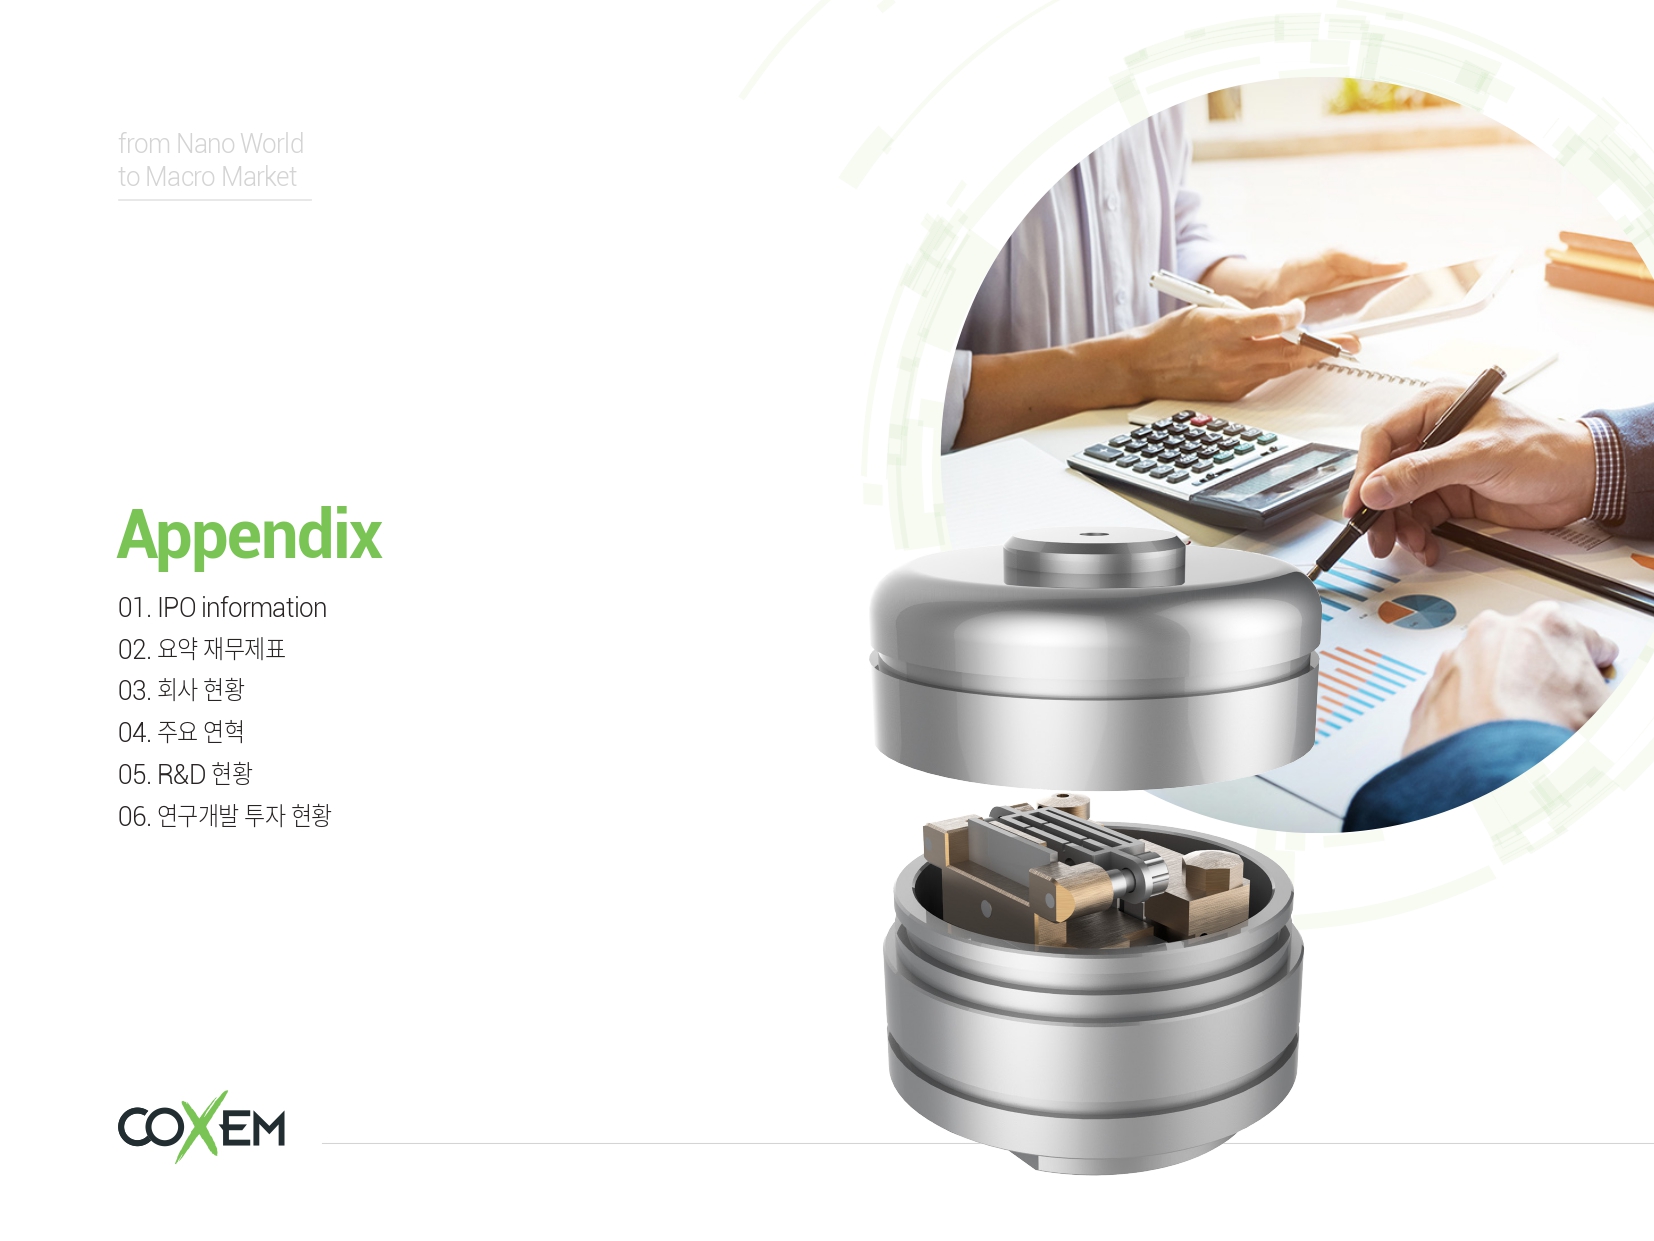 from Nano World
to Macro Market
Appendix
01. IPO information
02. 요약 재무제표
03. 회사 현황
04. 주요 연혁
05. R&D 현황
06. 연구개발 투자 현황
COXEM